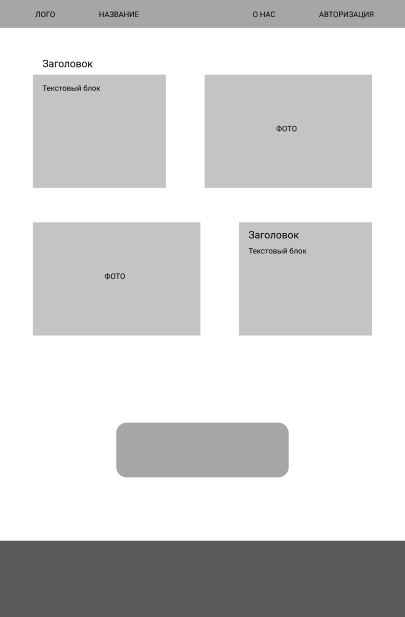 ЛОГО НАЗВАНИЕ О НАС АВТОРИЗАЦИЯ
Заголовок
Текстовый блок
ФОТО
ФОТО
Заголовок
Текстовый блок